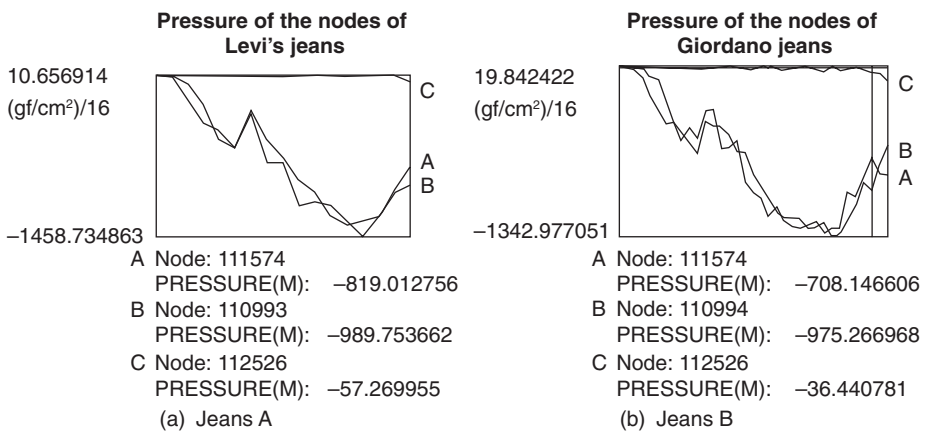 Pressure of the nodes of
Levi's jeans
10.656914
(gf/cm²)/16
C
A
B
–1458.734863
A Node: 111574
PRESSURE(M): –819.012756
B Node: 110993
PRESSURE(M): –989.753662
C Node: 112526
PRESSURE(M): –57.269955
(a) Jeans A
Pressure of the nodes of
Giordano jeans
19.842422
(gf/cm²)/16
C
B
A
–1342.977051
A Node: 111574
PRESSURE(M): –708.146606
B Node: 110994
PRESSURE(M): –975.266968
C Node: 112526
PRESSURE(M): –36.440781
(b) Jeans B